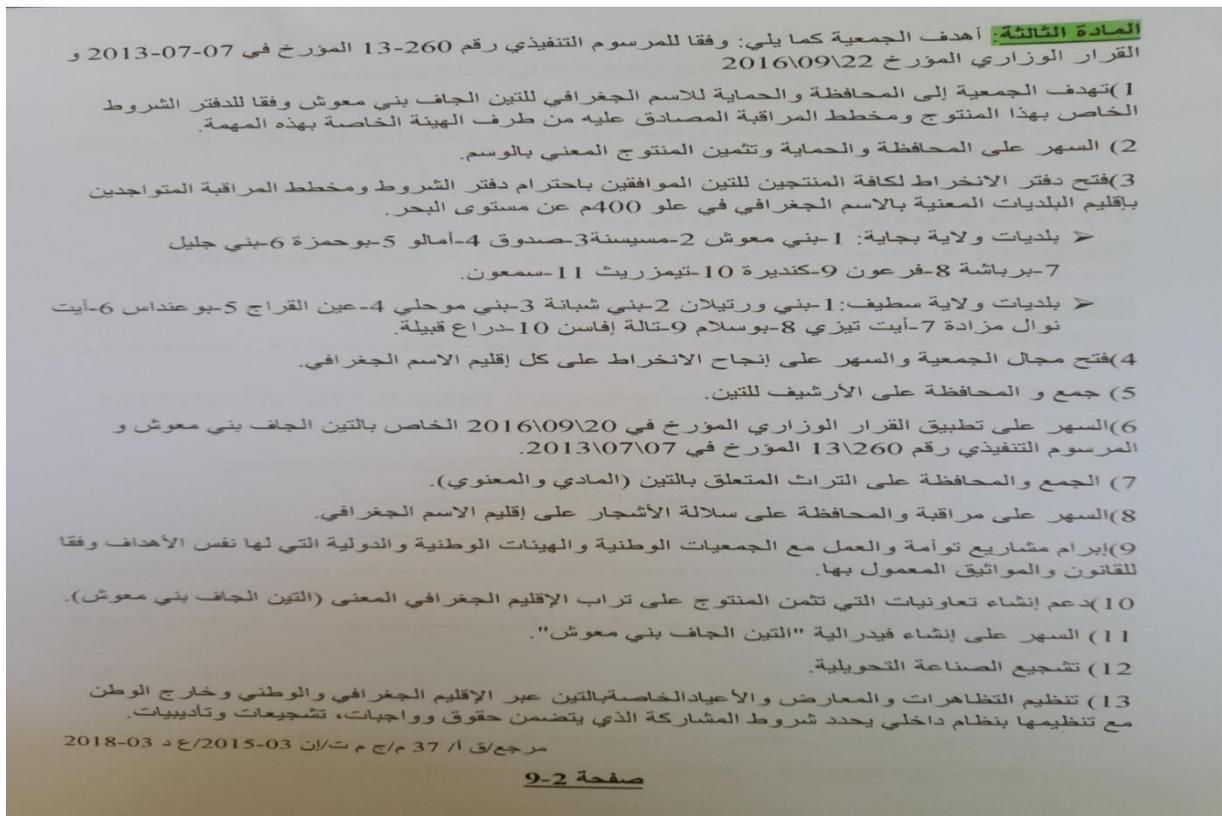 المادة الثالثة: أهدف الجمعية كما يلي: وفقا للمرسوم التنفيذي رقم 260-13 المؤرخ في 07-07-2013 و
القرار الوزاري المؤرخ 22\09\2016
1)تهدف الجمعية إلى المحافظة و الحماية للاسم الجغرافي للتين الجاف بني معوش وفقا للدفتر الشروط
الخاص بهذا المنتوج ومخطط المراقبة المصادق عليه من طرف الهيئة الخاصة بهذه المهمة.
2) السهر على المحافظة والحماية وتثمين المنتوج المعني بالوسم.
3)فتح دفتر الانخراط لكافة المنتجين للتين الموافقين باحترام دفتر الشروط ومخطط المراقبة المتواجدين
بإقليم البلديات المعنية بالاسم الجغرافي في علو 400م عن مستوى البحر.
➢ بلديات ولاية بجاية: 1-بني معوش 2-مسيسنة3-صدوق 4-أمالو 5-بوحمزة 6-بني جليل
7-برباشة 8-فرعون 9-كنديرة 10-تيمزريث 11-سمعون.
➢ بلديات ولاية سطيف:1-بني ورتيلان 2-بني شبانة 3-بني موحلي 4-عين القراج 5-بوعنداس 6-أيت
نوال مزادة 7-أيت تيزي 8-بوسلام 9-تالة إفاسن 10-دراع قبيلة.
4)فتح مجال الجمعية والسهر على إنجاح الانخراط على كل إقليم الاسم الجغرافي.
5) جمع و المحافظة على الأرشيف للتين.
6)السهر على تطبيق القرار الوزاري المؤرخ في 20\09\2016 الخاص بالتين الجاف بني معوش و
المرسوم التنفيذي رقم 260\13 المؤرخ في 07\07\2013.
7) الجمع والمحافظة على التراث المتعلق بالتين (المادي والمعنوي).
8)السهر على مراقبة والمحافظة على سلالة الأشجار على إقليم الاسم الجغرافي.
9)إبرام مشاريع توأمة والعمل مع الجمعيات الوطنية و الهيئات الوطنية والدولية التي لها نفس الأهداف وفقا
للقانون والمواثيق المعمول بها.
10)دعم إنشاء تعاونيات التي تثمن المنتوج على تراب الإقليم الجغرافي المعنى (التين الجاف بني معوش).
11) السهر على إنشاء فيدرالية "التين الجاف بني معوش".
12) تشجيع الصناعة التحويلية.
13) تنظيم التظاهرات والمعارض والأعيادالخاصةبالتين عبر الإقليم الجغرافي والوطني وخارج الوطن
مع تنظيمها بنظام داخلي يحدد شروط المشاركة الذي يتضمن حقوق وواجبات، تشجيعات وتأديبيات.
مرجع/ق أ/ 37 م/ج م ت/إن 03-2015/ع د 03-2018
صفحة 2-9